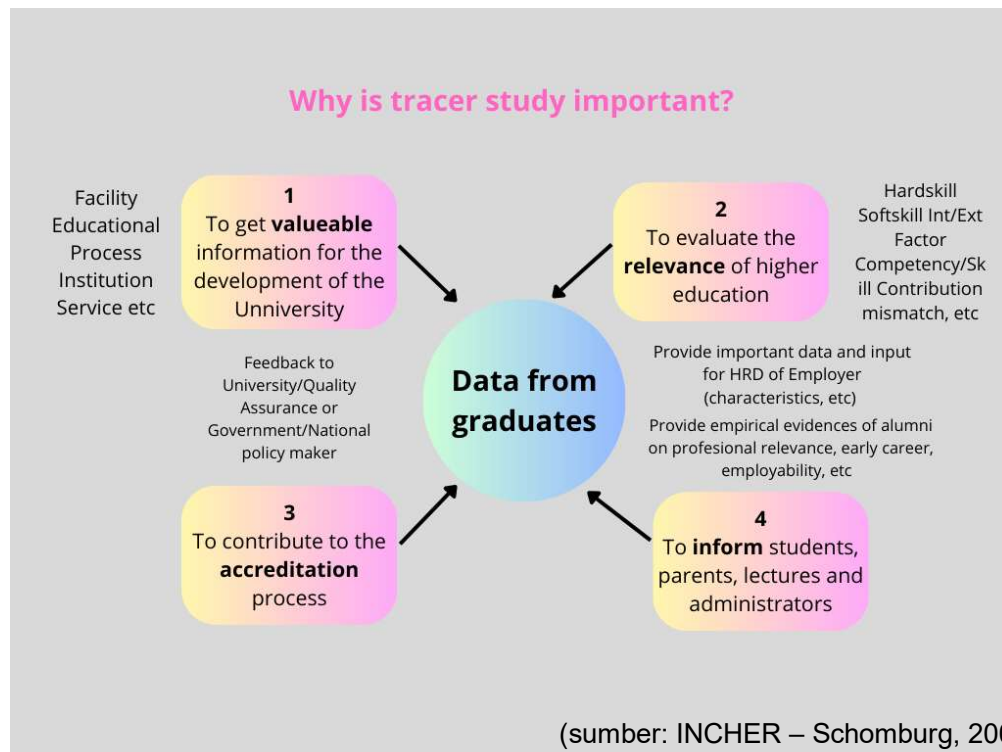 Why is tracer study important?
Facility
Educational
Process
Institution
Service etc
1
To get valueable
information for the
development of the
Unniversity
2
To evaluate the
relevance of higher
education
Hardskill
Softskill Int/Ext
Factor
Competency/Sk
ill Contribution
mismatch, etc
Feedback to
University/Quality
Assurance or
Government/National
policy maker
Data from
graduates
Provide important data and input
for HRD of Employer
(characteristics, etc)
Provide empirical evidences of alumni
on profesional relevance, early career,
employability, etc
3
To contribute to the
accreditation
process
4
To inform students,
parents, lectures and
administrators
(sumber: INCHER – Schomburg,